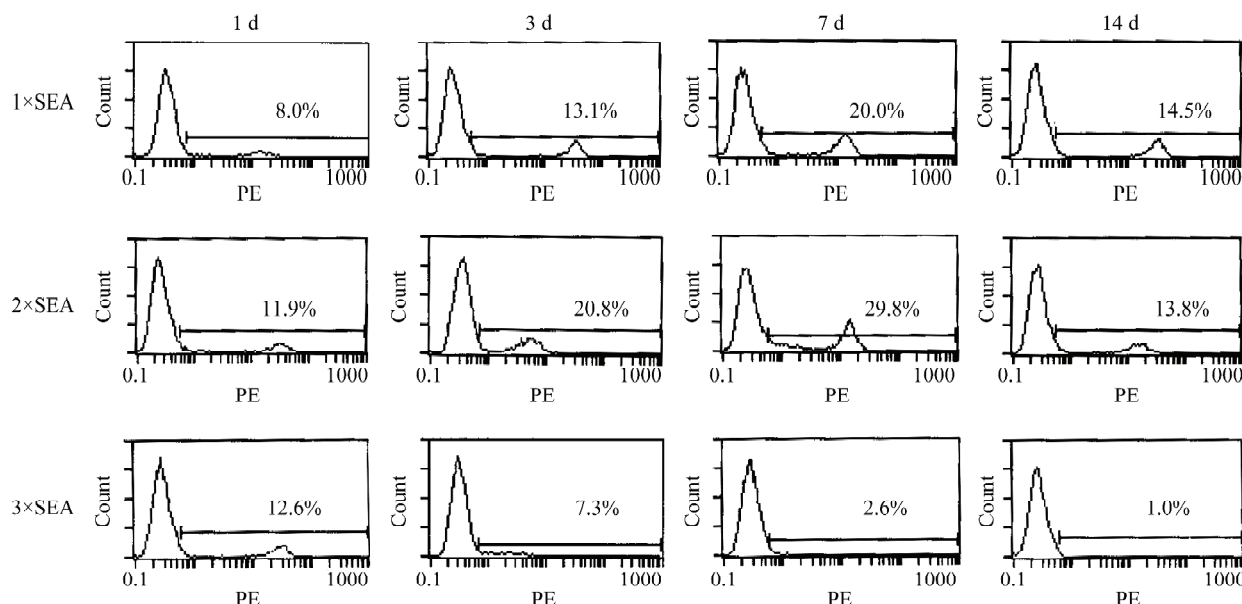 1 d 3 d 7 d 14 d
1×SEA Count 8.0% Count 13.1% Count 20.0% Count 14.5%
0.1 1000 0.1 1000 0.1 1000 0.1 1000
PE PE PE PE
2×SEA Count 11.9% Count 20.8% Count 29.8% Count 13.8%
0.1 1000 0.1 1000 0.1 1000 0.1 1000
PE PE PE PE
3×SEA Count 12.6% Count 7.3% Count 2.6% Count 1.0%
0.1 1000 0.1 1000 0.1 1000 0.1 1000
PE PE PE PE